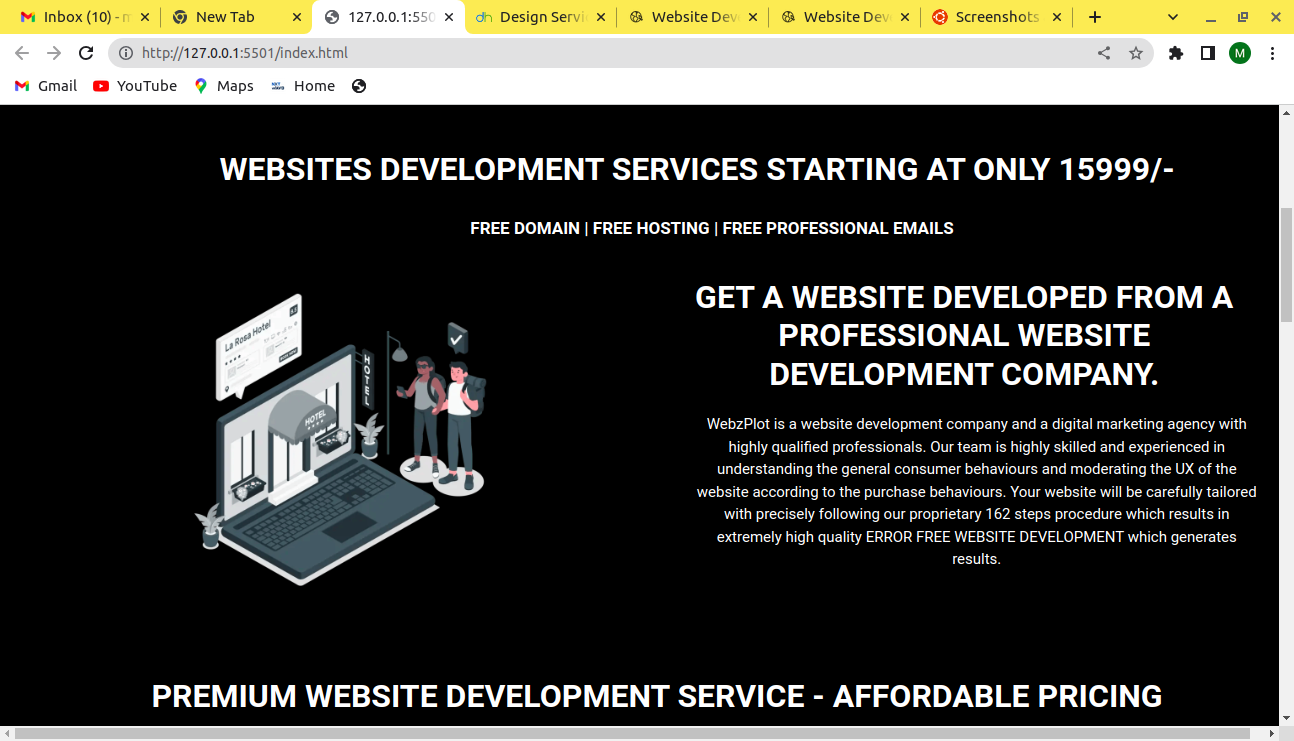 Inbox (10) - m
New Tab
127.0.0.1:550
Design Servi
Website Dev
Website Dev
Screenshots
http://127.0.0.1:5501/index.html
M
Gmail
YouTube
Maps
Home
WEBSITES DEVELOPMENT SERVICES STARTING AT ONLY 15999/-
FREE DOMAIN | FREE HOSTING | FREE PROFESSIONAL EMAILS
La Rosa Hotel
HOTEL
HOTEL
GET A WEBSITE DEVELOPED FROM A
PROFESSIONAL WEBSITE
DEVELOPMENT COMPANY.
WebzPlot is a website development company and a digital marketing agency with
highly qualified professionals. Our team is highly skilled and experienced in
understanding the general consumer behaviours and moderating the UX of the
website according to the purchase behaviours. Your website will be carefully tailored
with precisely following our proprietary 162 steps procedure which results in
extremely high quality ERROR FREE WEBSITE DEVELOPMENT which generates
results.
PREMIUM WEBSITE DEVELOPMENT SERVICE - AFFORDABLE PRICING